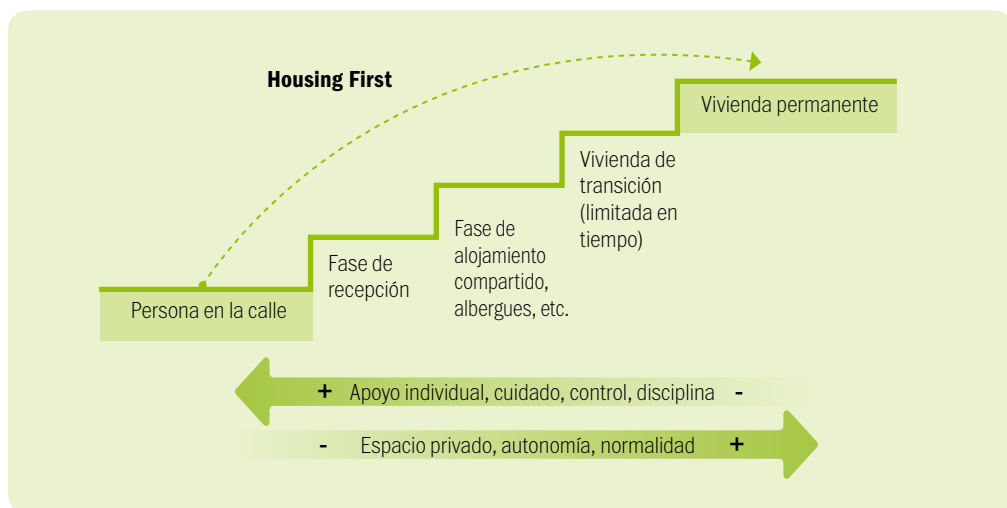 Housing First
Vivienda permanente
Vivienda de
transición
(limitada en
tiempo)
Fase de
alojamiento
compartido,
albergues, etc.
Fase de
recepción
Persona en la calle
+ Apoyo individual, cuidado, control, disciplina -
- Espacio privado, autonomía, normalidad +